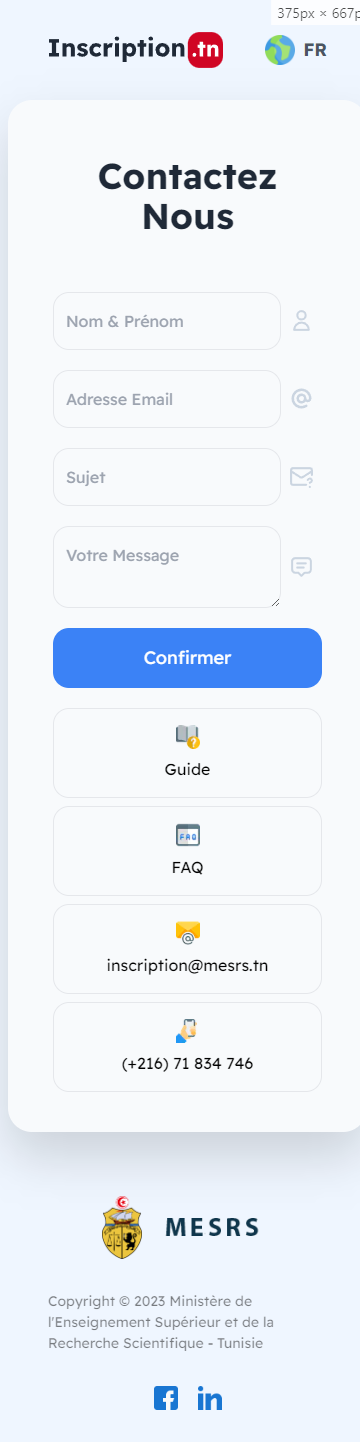 375px × 667p
Inscription.tn FR
Contactez
Nous
Nom & Prénom
Adresse Email
@
Sujet
Votre Message
Confirmer
Guide
FAQ
FAQ
inscription@mesrs.tn
(+216) 71 834 746
MESRS
Copyright © 2023 Ministère de
l'Enseignement Supérieur et de la
Recherche Scientifique - Tunisie